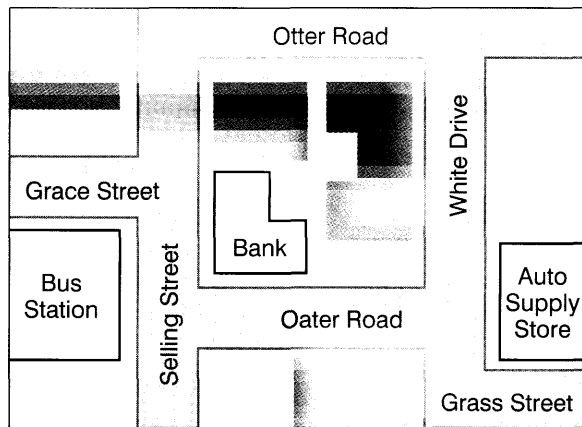 Otter Road
White Drive
Grace Street
Bank
Bus
Station
Selling Street
Oater Road
Auto
Supply
Store
Grass Street